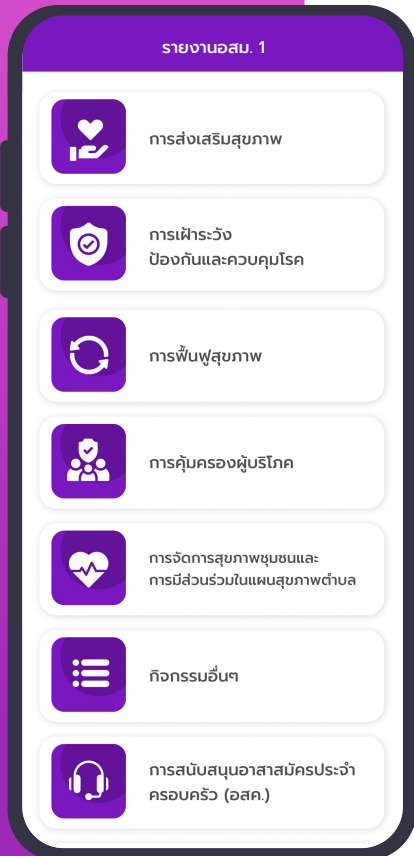 รายงานอสม. 1
การส่งเสริมสุขภาพ
การเฝ้าระวัง
ป้องกันและควบคุมโรค
การฟื้นฟูสุขภาพ
การคุ้มครองผู้บริโภค
การจัดการสุขภาพชุมชนและ
การมีส่วนร่วมในแผนสุขภาพตำบล
กิจกรรมอื่นๆ
การสนับสนุนอาสาสมัครประจำ
ครอบครัว (อสค.)